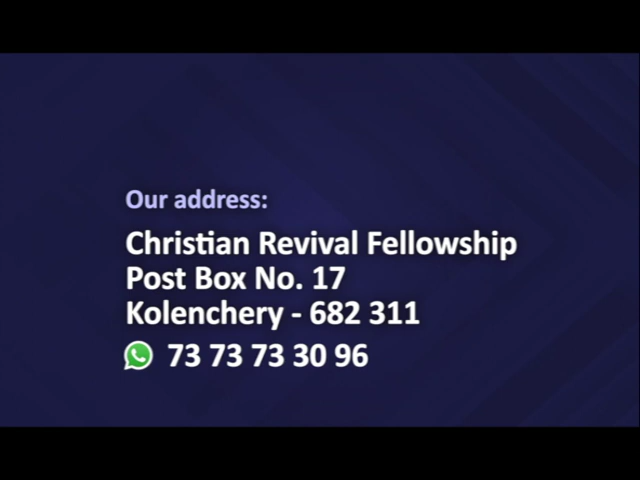 Our address:
Christian Revival Fellowship
Post Box No. 17
Kolenchery - 682 311
73 73 73 30 96